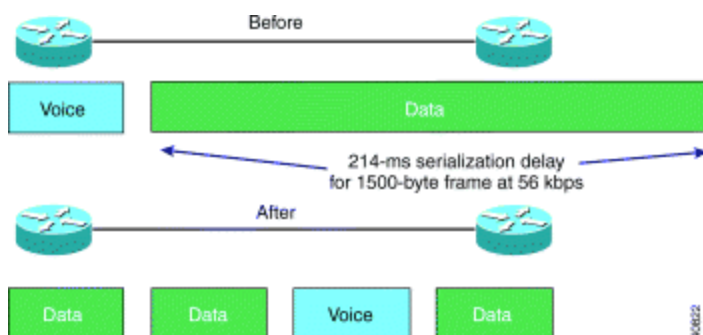 Before
Voice
Data
214-ms serialization delay
for 1500-byte frame at 56 kbps
After
Data
Data
Voice
Data